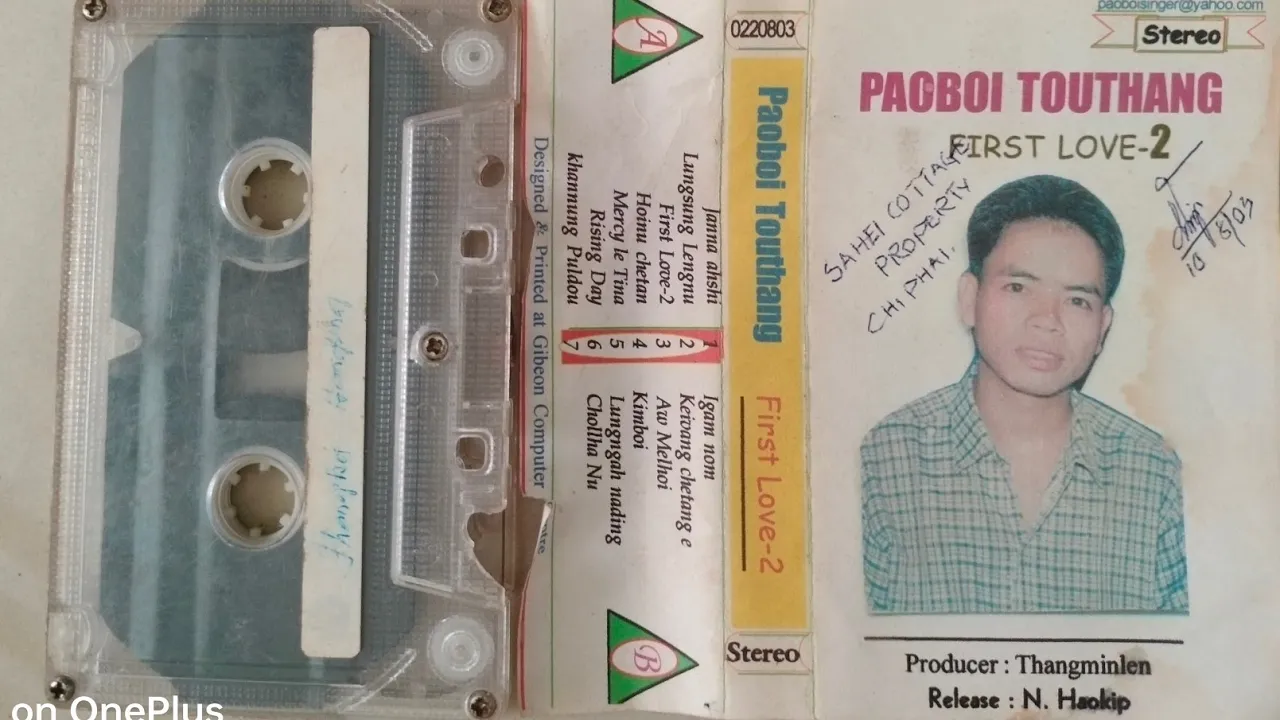 paoboisinger@yahoo.com
Stereo
PAOBOI TOUTHANG
FIRST LOVE-2
SAHEI COTTAGE
PROPERTY
CHIPHAI.
10/8/03
Producer : Thangminlen
Release : N. Haokip
0220803
Paoboi Touthang First Love-2
Stereo
A
Janna ahshi 1 Igam nom
Lungsung Lengnu 2 Keivang chetang e
First Love-2 3 Aw Melhoi
Hoinu chetan 4 Kimboi
Mercy le Tina 5 Lungngah nading
Rising Day 6 Chollha Nu
khannung Puldou 7
B
Designed & Printed at Gibeon Computer
on OnePlus